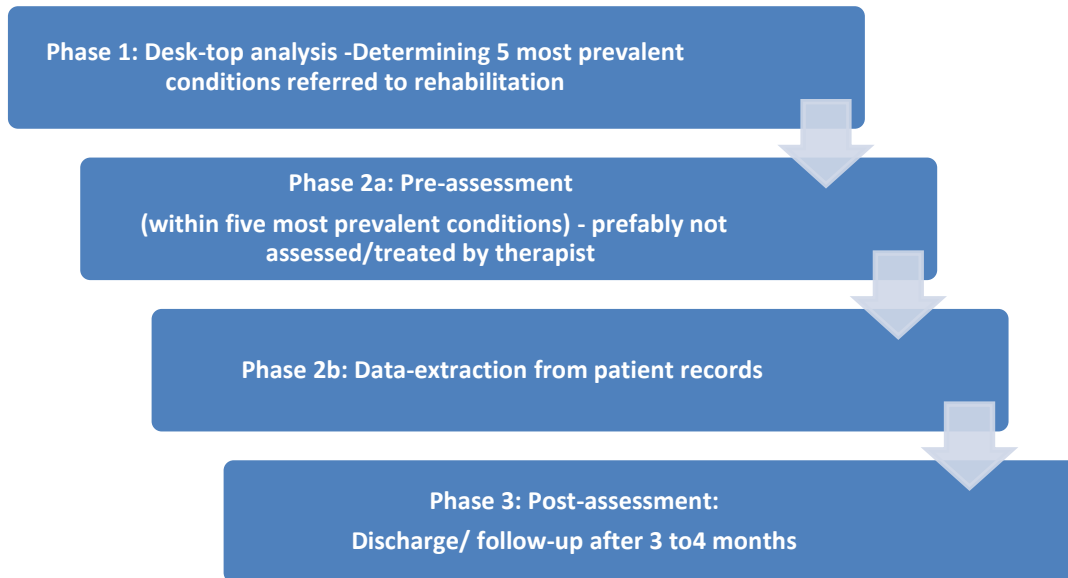 Phase 1: Desk-top analysis -Determining 5 most prevalent
conditions referred to rehabilitation
Phase 2a: Pre-assessment
(within five most prevalent conditions) - prefably not
assessed/treated by therapist
Phase 2b: Data-extraction from patient records
Phase 3: Post-assessment:
Discharge/ follow-up after 3 to4 months